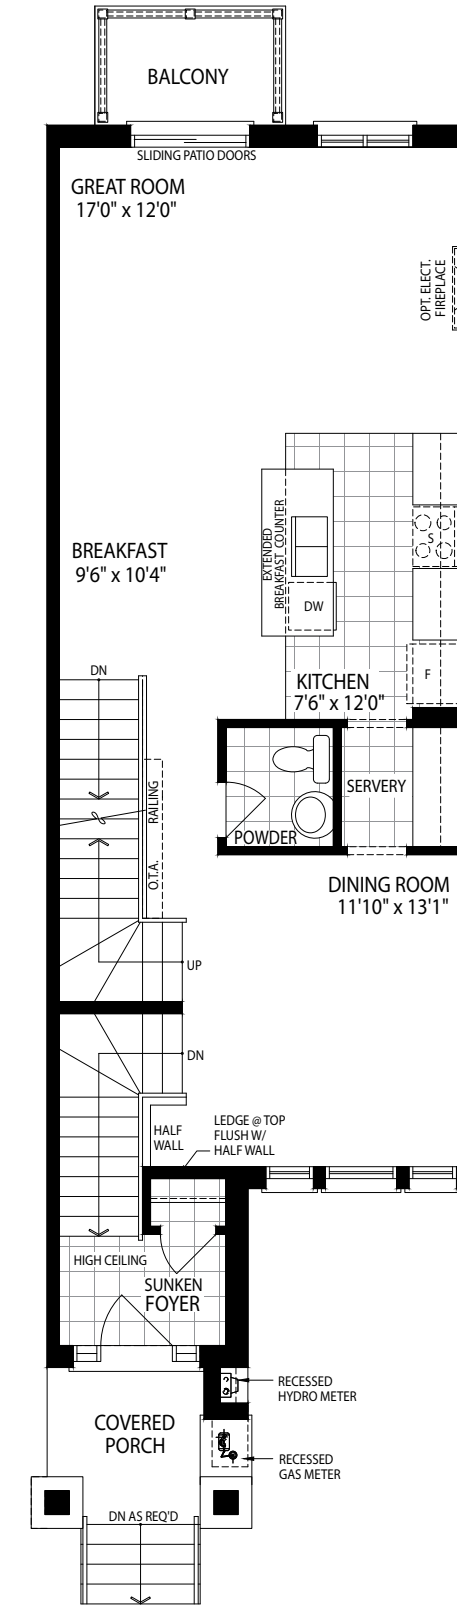 BALCONY
SLIDING PATIO DOORS
GREAT ROOM
17'0" x 12'0"
OPT. ELECT.
FIREPLACE
EXTENDED
BREAKFAST COUNTER
S
BREAKFAST
9'6" x 10'4"
DW
DN
KITCHEN
7'6" x 12'0"
F
RAILING
O.T.A.
SERVERY
POWDER
DINING ROOM
11'10" x 13'1"
UP
DN
HALF
WALL
LEDGE @ TOP
FLUSH W/
HALF WALL
HIGH CEILING
SUNKEN
FOYER
RECESSED
HYDRO METER
COVERED
PORCH
RECESSED
GAS METER
DN AS REQ'D